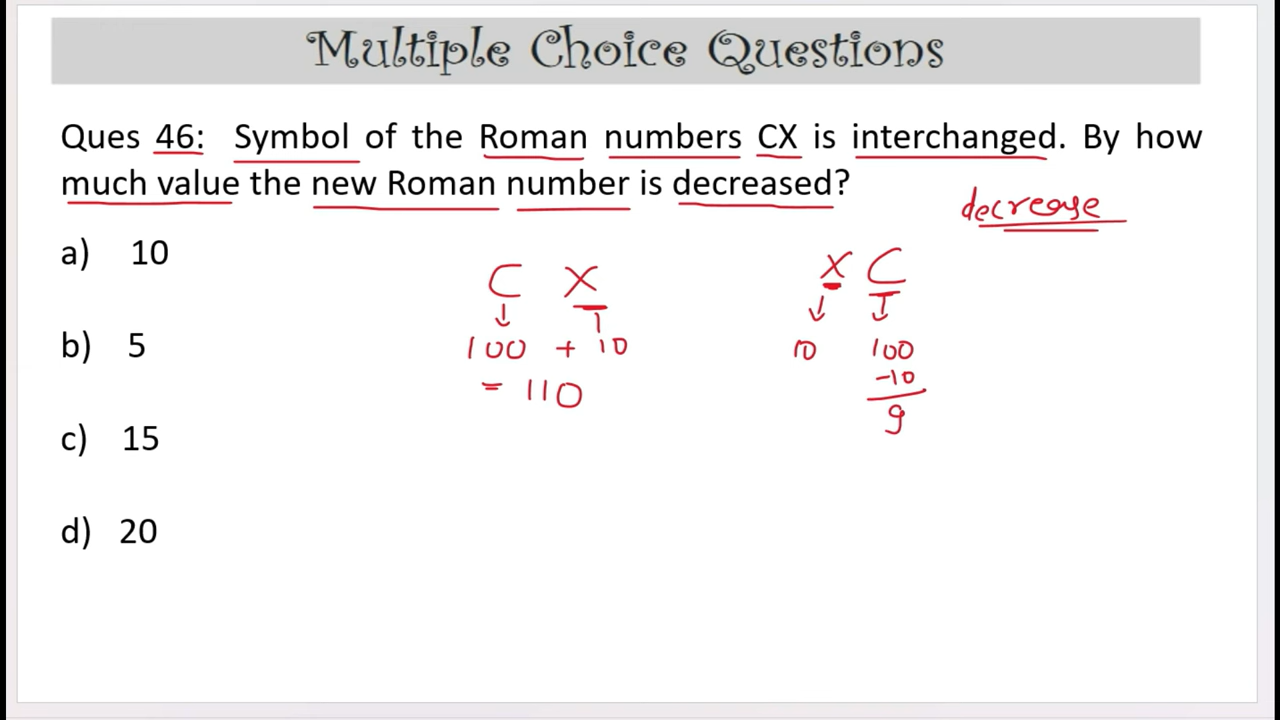 Multiple Choice Questions
Ques 46: Symbol of the Roman numbers CX is interchanged. By how
much value the new Roman number is decreased?
decrease
a) 10
C X
X C
b) 5
100 + 10
10 100
-10
= 110
9
c) 15
d) 20